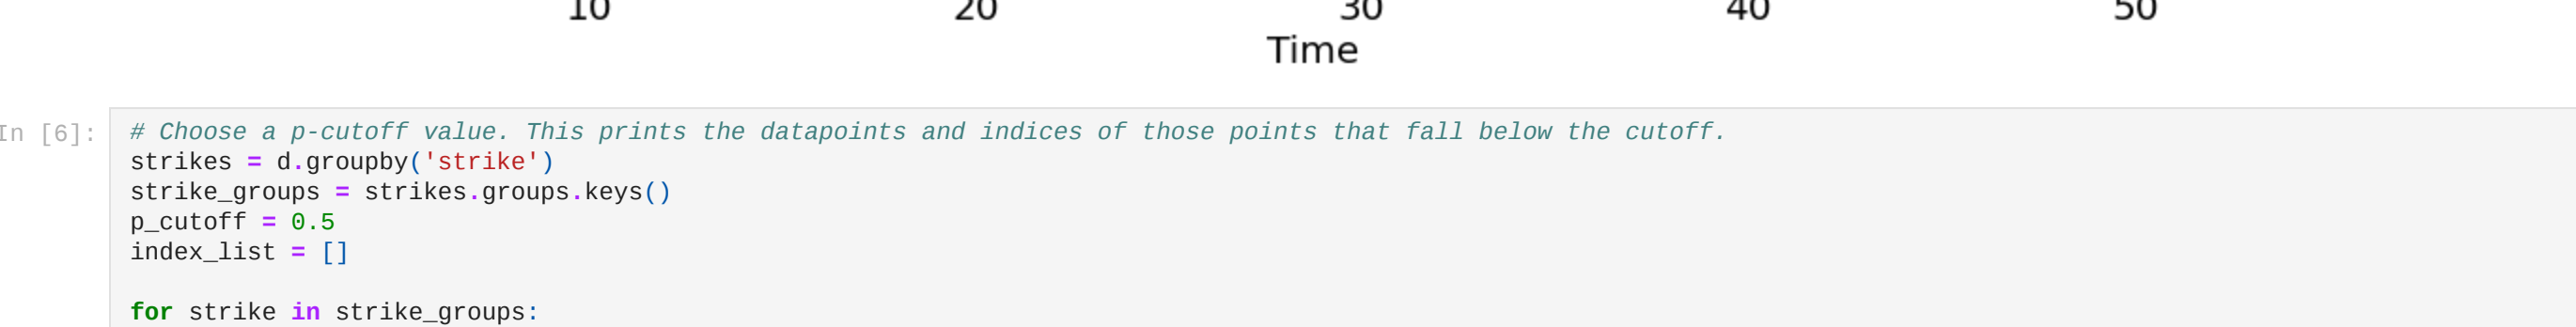 10 20 30 40 50
Time
In [6]:
# Choose a p-cutoff value. This prints the datapoints and indices of those points that fall below the cutoff.
strikes = d.groupby('strike')
strike_groups = strikes.groups.keys()
p_cutoff = 0.5
index_list = []
for strike in strike_groups: